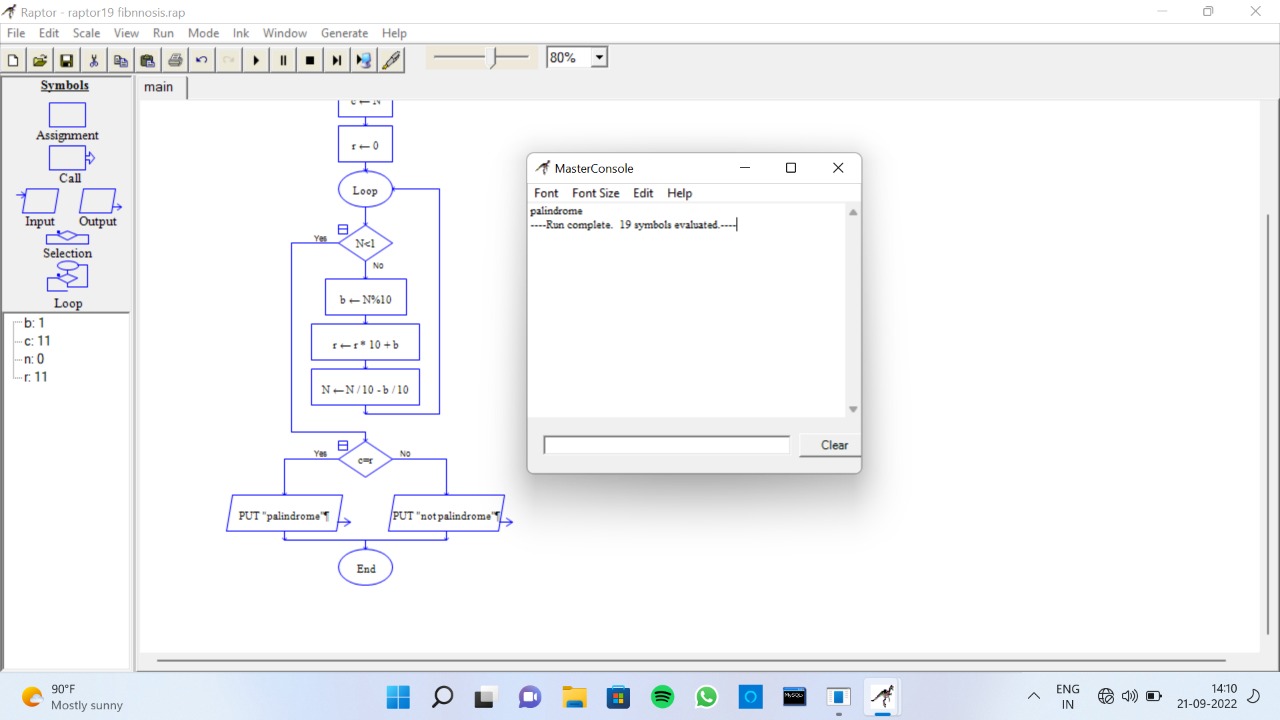 Raptor - raptor19 fibnnosis.rap
File Edit Scale View Run Mode Ink Window Generate Help
80%
Symbols
Assignment
Call
Input Output
Selection
Loop
b: 1
c: 11
n: 0
r: 11
main
c ← N
r ← 0
Loop
N<1
Yes
No
b ← N%10
r ← r * 10 + b
N ← N / 10 - b / 10
c=r
Yes
No
PUT "palindrome"¶
PUT "not palindrome"¶
End
MasterConsole
Font Font Size Edit Help
palindrome
----Run complete. 19 symbols evaluated.----
Clear
90°F
Mostly sunny
MySQL
ENG
IN
14:10
21-09-2022